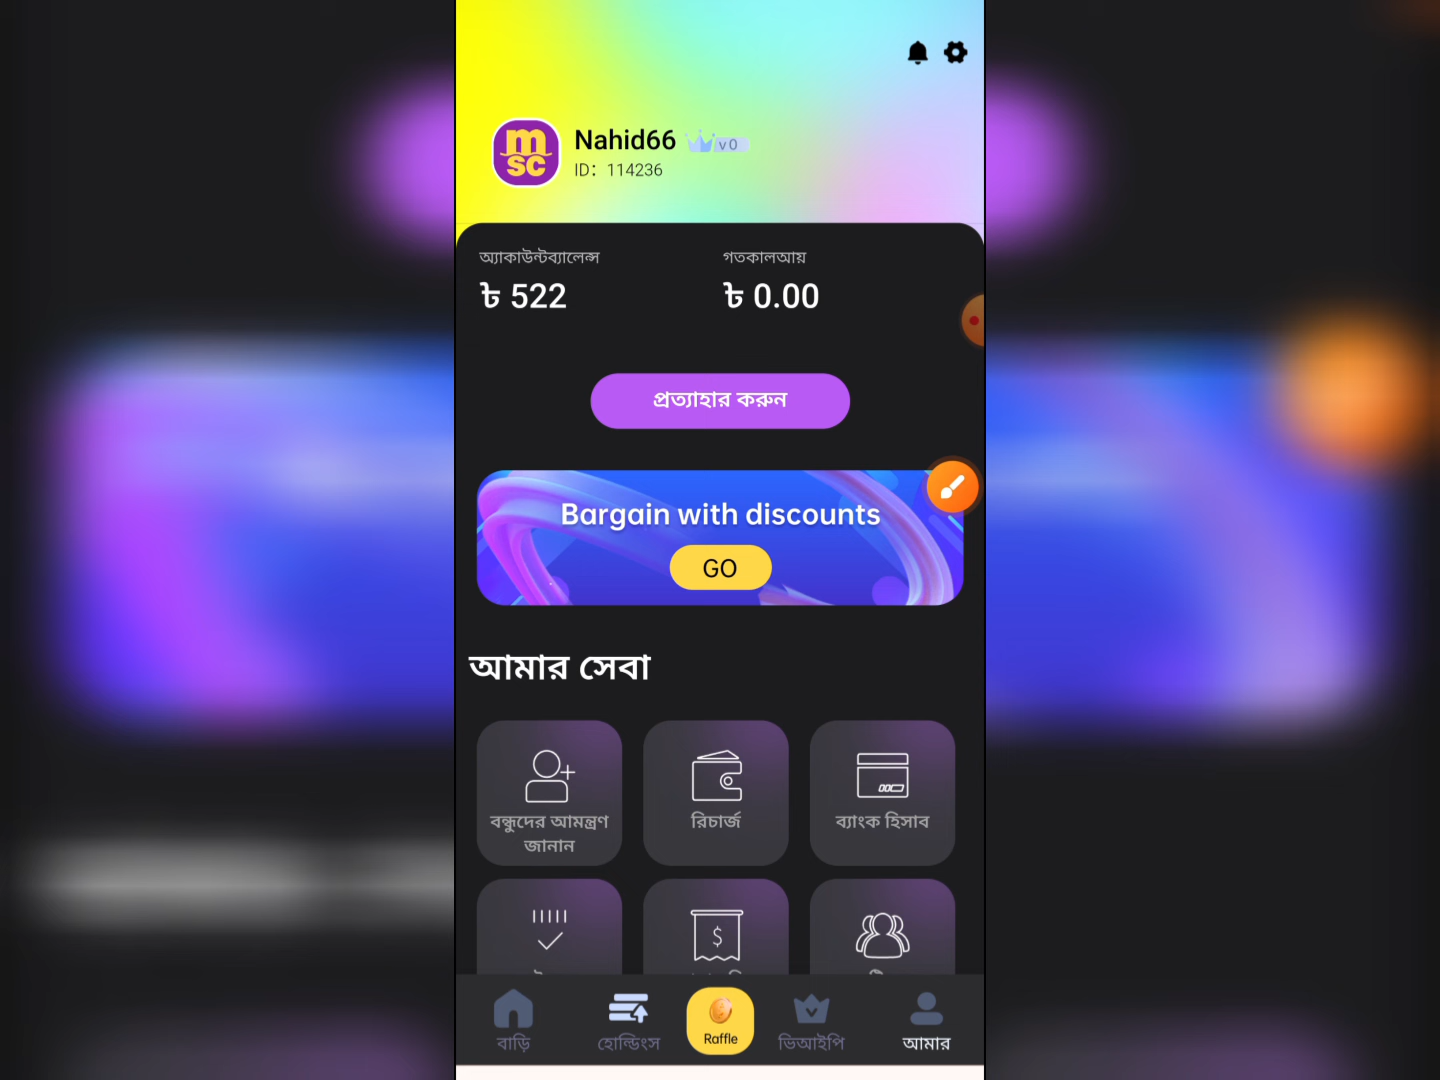 msc
Nahid66 v0
ID: 114236
অ্যাকাউন্টব্যালেন্স গতকালআয়
৳ 522 ৳ 0.00
প্রত্যাহার করুন
Bargain with discounts
GO
আমার সেবা
বন্ধুদের আমন্ত্রণ জানান
রিচার্জ
ব্যাংক হিসাব
বাড়ি
হোল্ডিংস
Raffle
ভিআইপি
আমার